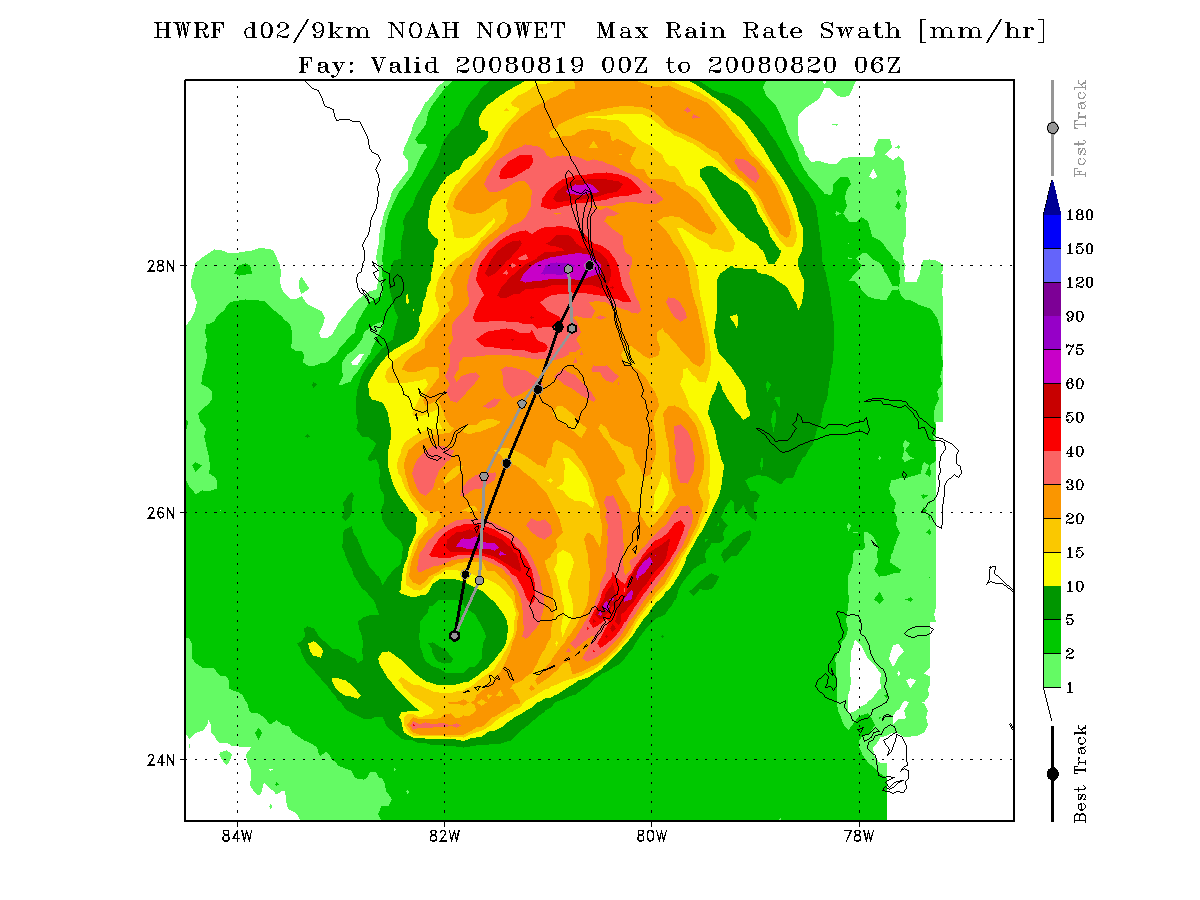 HWRF d02/9km NOAH NOWET  Max Rain Rate Swath [mm/hr]
Fay: Valid 20080819 00Z to 20080820 06Z
Fcst Track
180
150
120
90
75
60
50
40
30
20
15
10
5
2
1
Best Track
28N
26N
24N
84W
82W
80W
78W